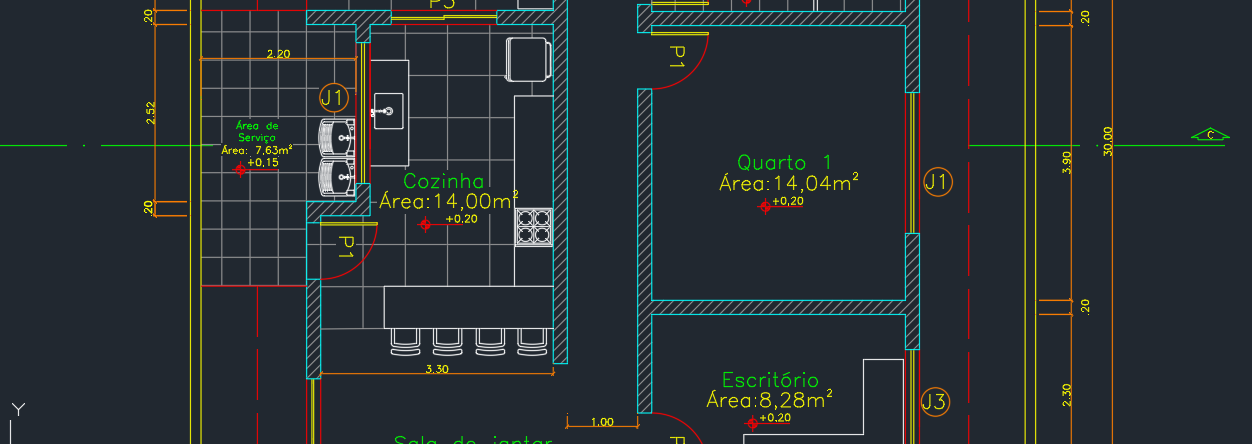 P3
.20
.20
2.20
P1
J1
2.52
Área de
Serviço
Área: 7,63m²
+0,15
C
30.00
3.90
Quarto 1
Área:14,04m²
+0,20
J1
Cozinha
Área:14,00m²
+0,20
.20
P1
.20
3.30
Escritório
Área:8,28m²
+0,20
J3
2.30
1.00
Y
Sala de jantar